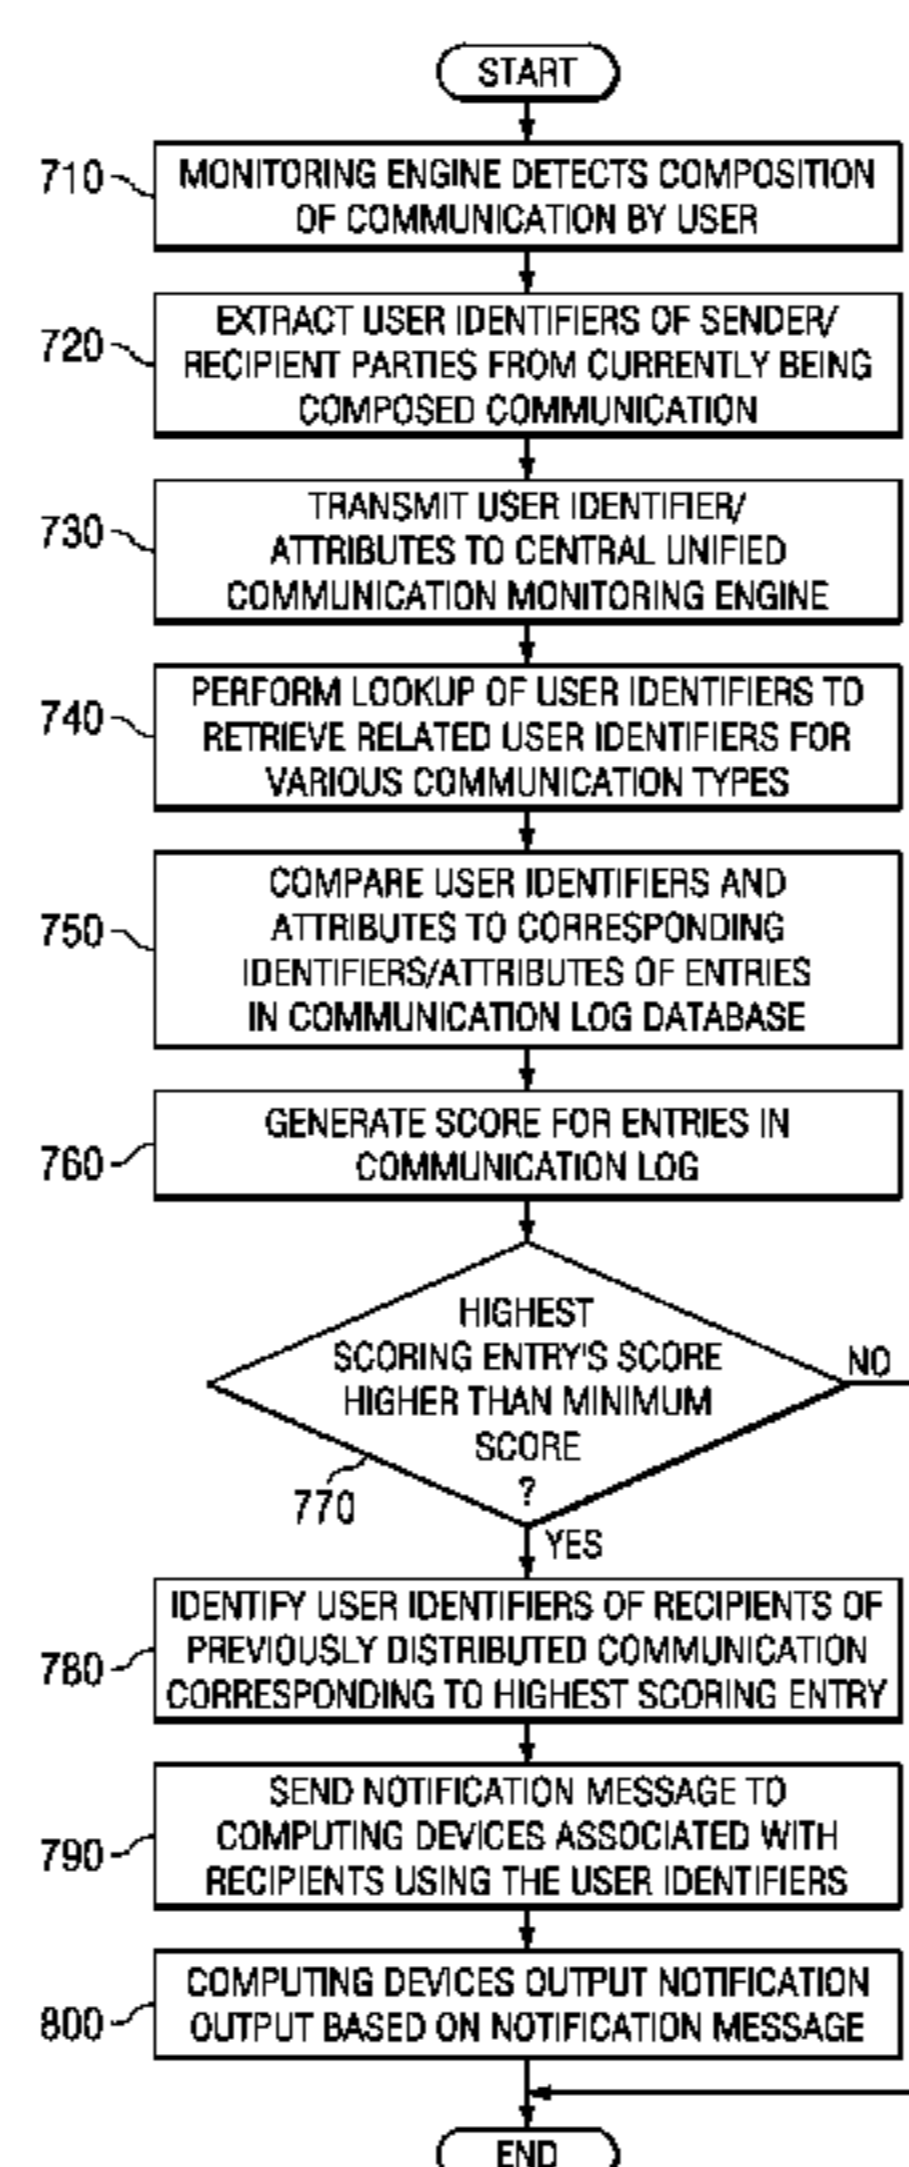 START
710
MONITORING ENGINE DETECTS COMPOSITION
OF COMMUNICATION BY USER
720
EXTRACT USER IDENTIFIERS OF SENDER/
RECIPIENT PARTIES FROM CURRENTLY BEING
COMPOSED COMMUNICATION
730
TRANSMIT USER IDENTIFIER/
ATTRIBUTES TO CENTRAL UNIFIED
COMMUNICATION MONITORING ENGINE
740
PERFORM LOOKUP OF USER IDENTIFIERS TO
RETRIEVE RELATED USER IDENTIFIERS FOR
VARIOUS COMMUNICATION TYPES
750
COMPARE USER IDENTIFIERS AND
ATTRIBUTES TO CORRESPONDING
IDENTIFIERS/ATTRIBUTES OF ENTRIES
IN COMMUNICATION LOG DATABASE
760
GENERATE SCORE FOR ENTRIES IN
COMMUNICATION LOG
HIGHEST
SCORING ENTRY'S SCORE
HIGHER THAN MINIMUM
SCORE
?
NO
770
YES
780
IDENTIFY USER IDENTIFIERS OF RECIPIENTS OF
PREVIOUSLY DISTRIBUTED COMMUNICATION
CORRESPONDING TO HIGHEST SCORING ENTRY
790
SEND NOTIFICATION MESSAGE TO
COMPUTING DEVICES ASSOCIATED WITH
RECIPIENTS USING THE USER IDENTIFIERS
800
COMPUTING DEVICES OUTPUT NOTIFICATION
OUTPUT BASED ON NOTIFICATION MESSAGE
END